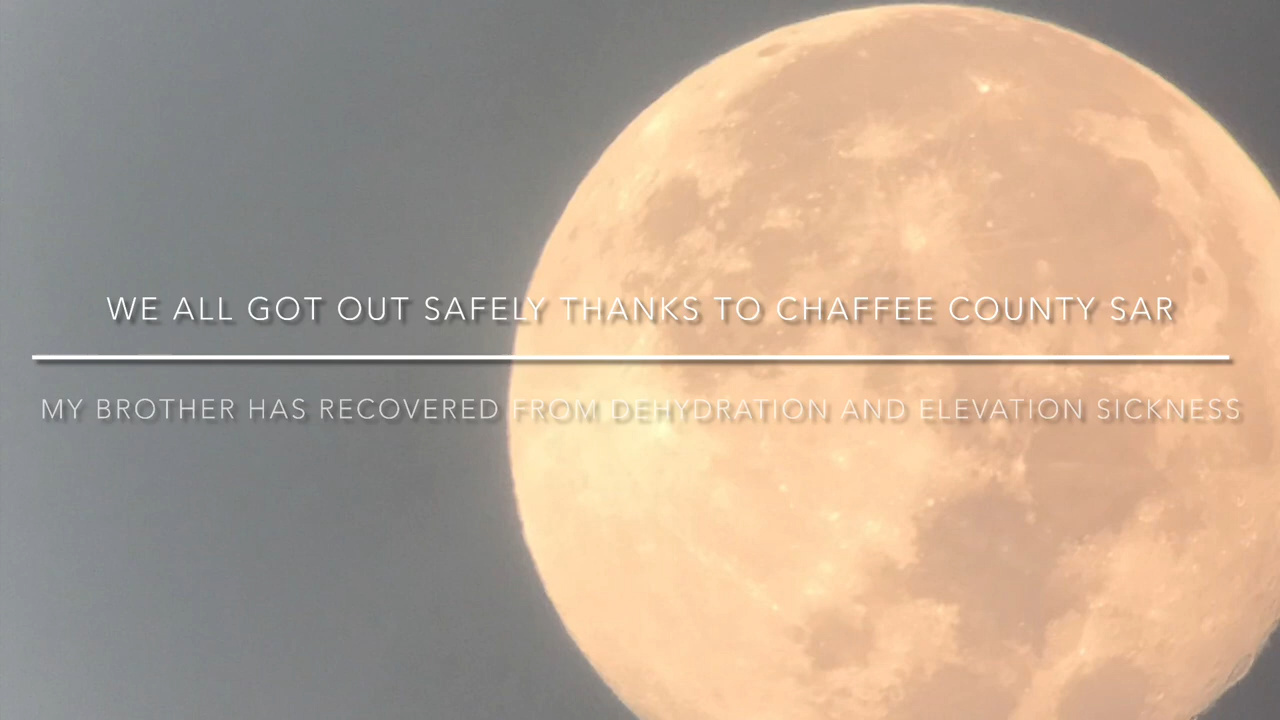 WE ALL GOT OUT SAFELY THANKS TO CHAFFEE COUNTY SAR
MY BROTHER HAS RECOVERED FROM DEHYDRATION AND ELEVATION SICKNESS